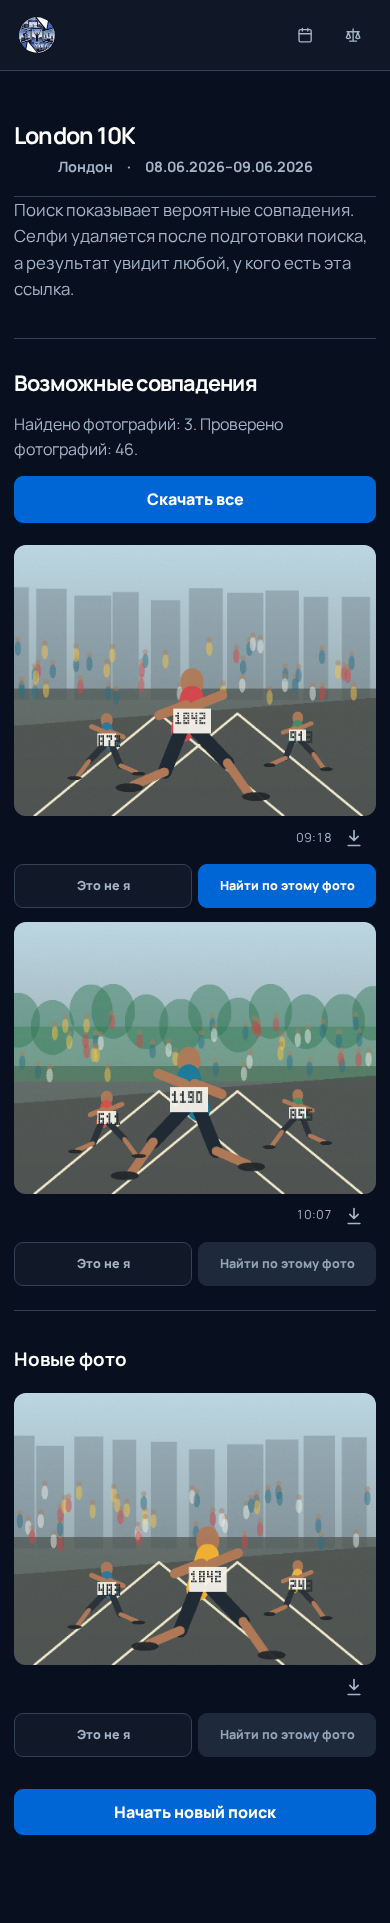 London 10K
Лондон · 08.06.2026–09.06.2026
Поиск показывает вероятные совпадения.
Селфи удаляется после подготовки поиска,
а результат увидит любой, у кого есть эта
ссылка.
Возможные совпадения
Найдено фотографий: 3. Проверено
фотографий: 46.
Скачать все
1842
09:18
Это не я
Найти по этому фото
1190
10:07
Это не я
Найти по этому фото
Новые фото
1842
Это не я
Найти по этому фото
Начать новый поиск